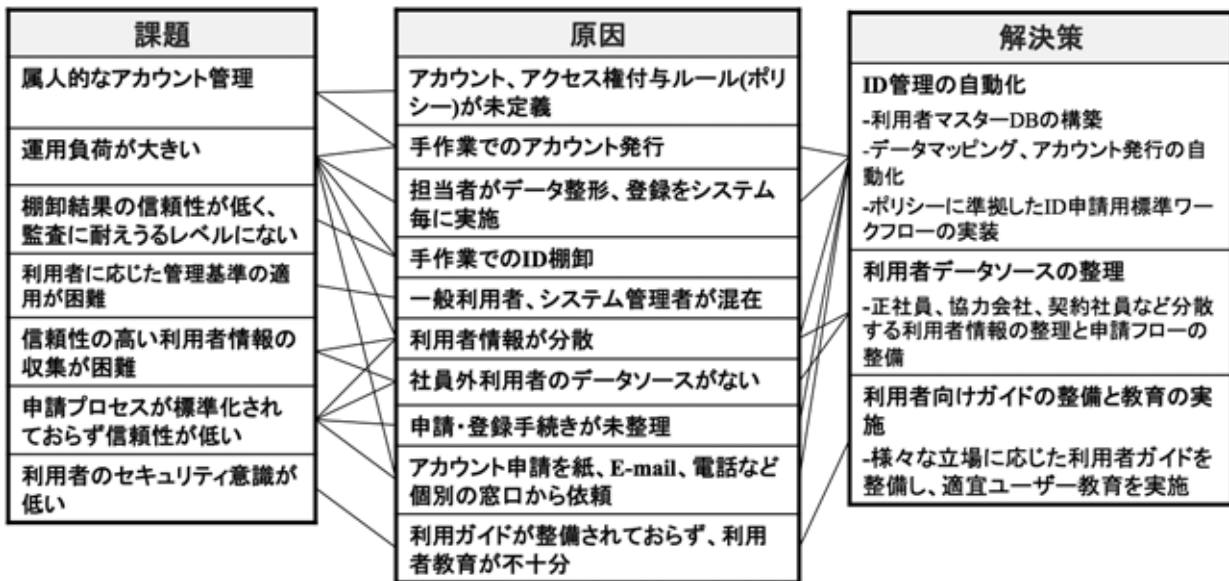 課題
属人的なアカウント管理
運用負荷が大きい
棚卸結果の信頼性が低く、
監査に耐えうるレベルにない
利用者に応じた管理基準の適
用が困難
信頼性の高い利用者情報の
収集が困難
申請プロセスが標準化され
ておらず信頼性が低い
利用者のセキュリティ意識が
低い
原因
アカウント、アクセス権付与ルール(ポリ
シー)が未定義
手作業でのアカウント発行
担当者がデータ整形、登録をシステム
毎に実施
手作業でのID棚卸
一般利用者、システム管理者が混在
利用者情報が分散
社員外利用者のデータソースがない
申請・登録手続きが未整理
アカウント申請を紙、E-mail、電話など
個別の窓口から依頼
利用ガイドが整備されておらず、利用
者教育が不十分
解決策
ID管理の自動化
-利用者マスターDBの構築
-データマッピング、アカウント発行の自
動化
-ポリシーに準拠したID申請用標準ワー
クフローの実装
利用者データソースの整理
-正社員、協力会社、契約社員など分散
する利用者情報の整理と申請フローの
整備
利用者向けガイドの整備と教育の実
施
-様々な立場に応じた利用者ガイドを
整備し、適宜ユーザー教育を実施